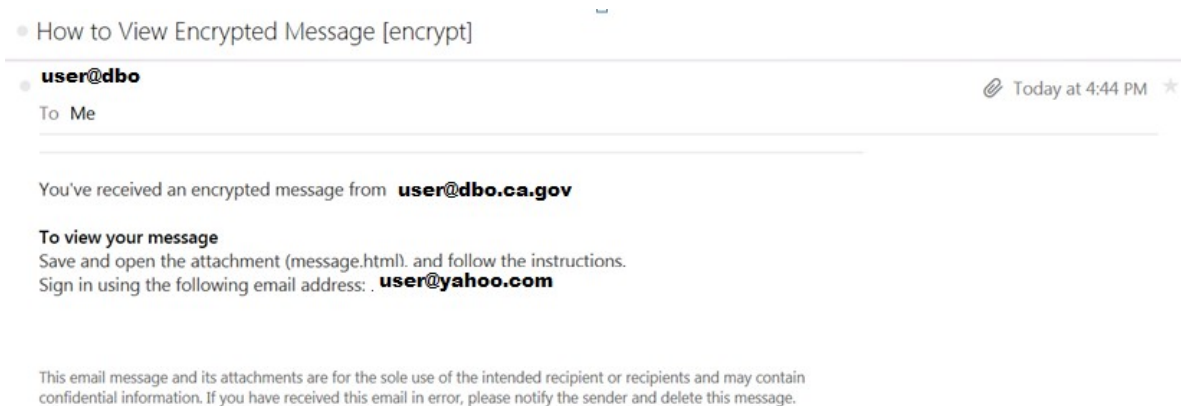 How to View Encrypted Message [encrypt]
user@dbo
Today at 4:44 PM
To Me
You've received an encrypted message from user@dbo.ca.gov
To view your message
Save and open the attachment (message.html). and follow the instructions.
Sign in using the following email address: . user@yahoo.com
This email message and its attachments are for the sole use of the intended recipient or recipients and may contain
confidential information. If you have received this email in error, please notify the sender and delete this message.